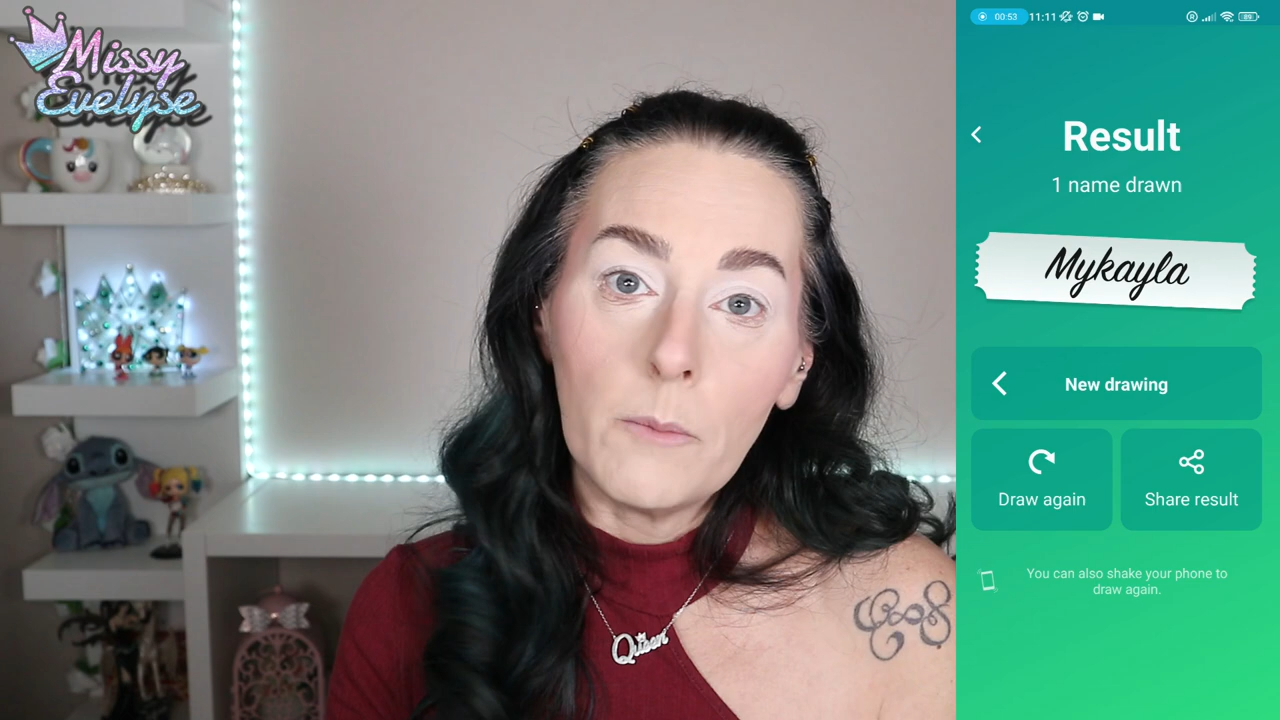 Missy
Evelyse
Queen
00:53 11:11 R 89
Result
1 name drawn
Mykayla
New drawing
Draw again
Share result
You can also shake your phone to
draw again.